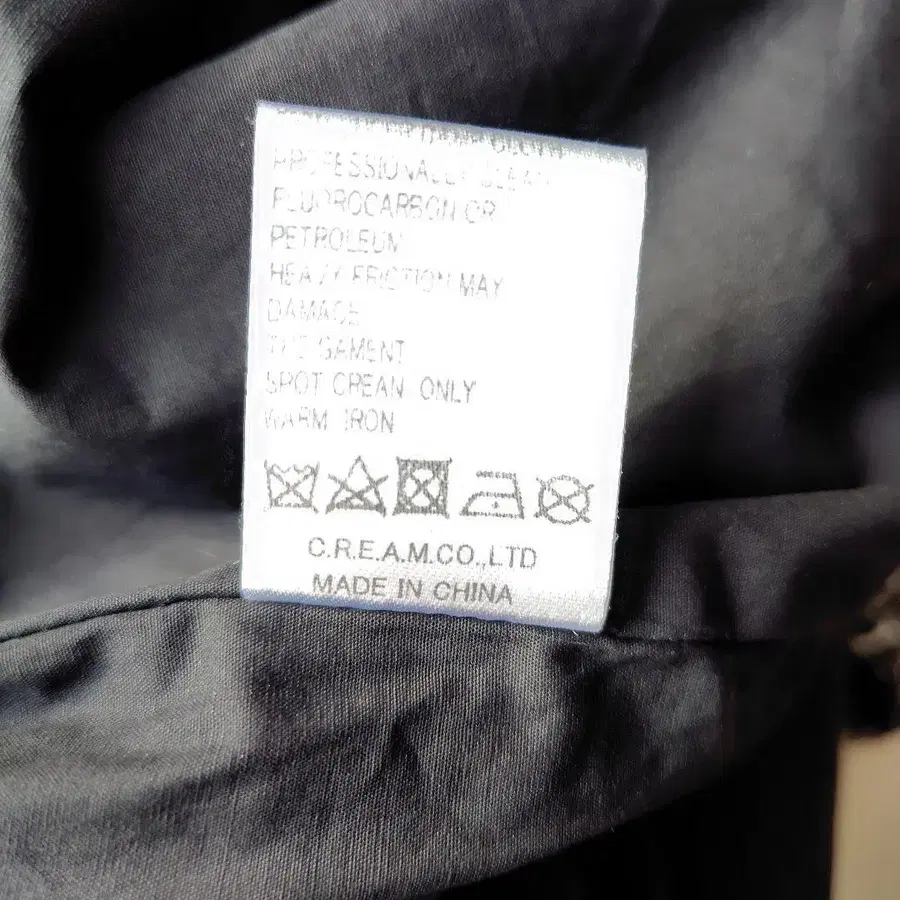 CLOTH
PROFESSIONALLY CLEAN
FLUOROCARBON OR
PETROLEUM
HEAVY FRICTION MAY
DAMAGE
THE GAMENT
SPOT CREAN ONLY
WARM IRON
C.R.E.A.M.CO.,LTD
MADE IN CHINA